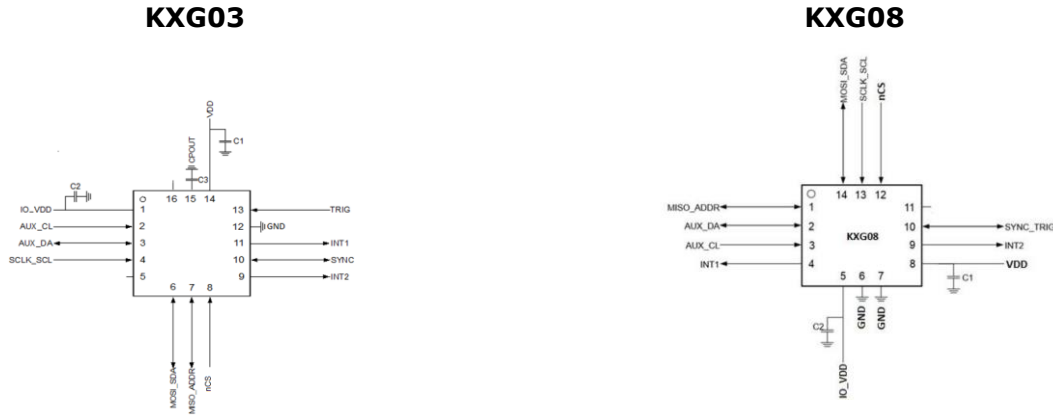 KXG03
KXG08
VDD
C1
CPOUT
C3
C2
16 15 14
IO_VDD 1
AUX_CL 2
AUX_DA 3
SCLK_SCL 4
5
13 TRIG
12 GND
11 INT1
10 SYNC
9 INT2
6 7 8
MOSI_SDA
MISO_ADDR
nCS
MOSI_SDA
SCLK_SCL
nCS
14 13 12
MISO_ADDR 1
AUX_DA 2
AUX_CL 3
INT1 4
KXG08
11
10 SYNC_TRIG
9 INT2
8 VDD
C1
5 6 7
C2
GND
GND
IO_VDD